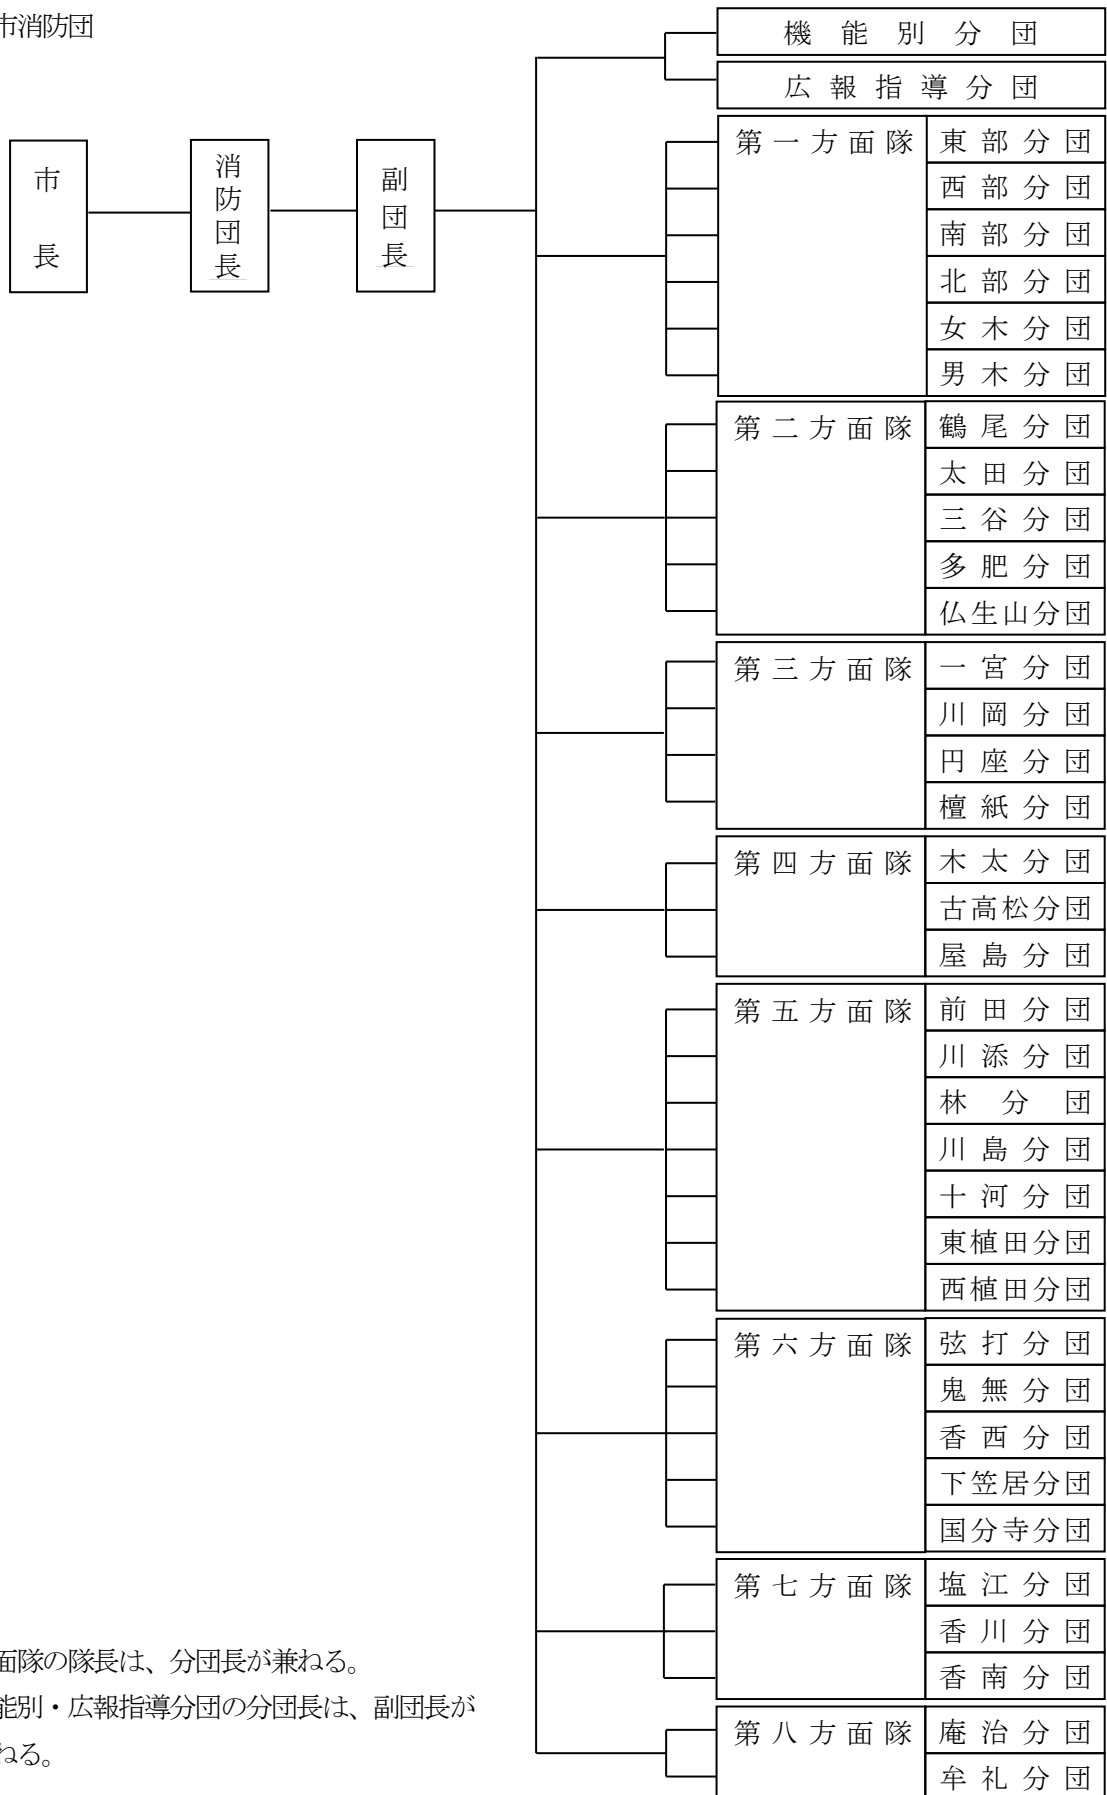 市消防団
市長
消防団長
副団長
機能別分団
広報指導分団
第一方面隊
東部分団
西部分団
南部分団
北部分団
女木分団
男木分団
第二方面隊
鶴尾分団
太田分団
三谷分団
多肥分団
仏生山分団
第三方面隊
一宮分団
川岡分団
円座分団
檀紙分団
第四方面隊
木太分団
古高松分団
屋島分団
第五方面隊
前田分団
川添分団
林分団
川島分団
十河分団
東植田分団
西植田分団
第六方面隊
弦打分団
鬼無分団
香西分団
下笠居分団
国分寺分団
第七方面隊
塩江分団
香川分団
香南分団
第八方面隊
庵治分団
牟礼分団
面隊の隊長は、分団長が兼ねる。
能別・広報指導分団の分団長は、副団長が
ねる。